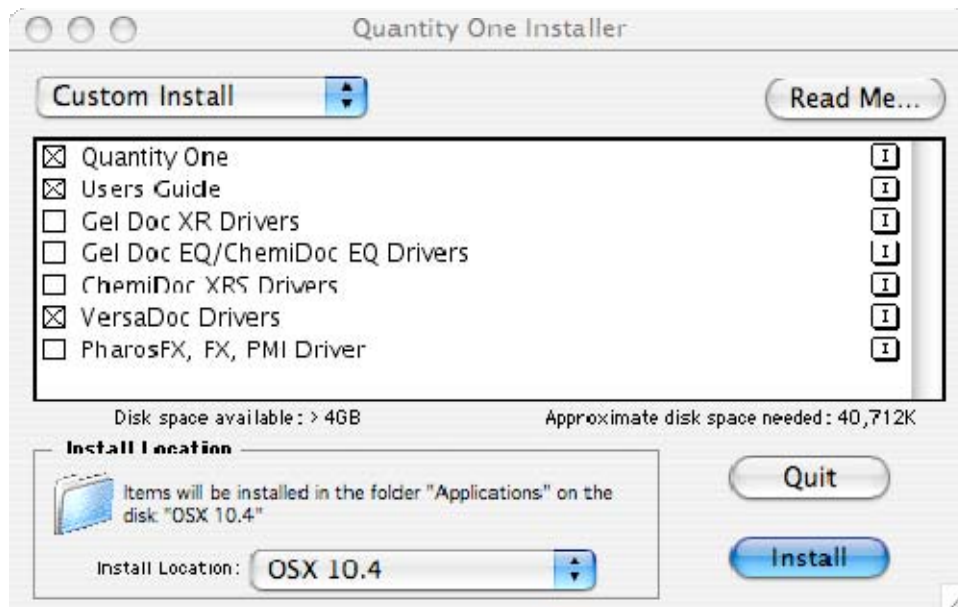 Quantity One Installer
Custom Install
Read Me...
Quantity One
I
Users Guide
I
Gel Doc XR Drivers
I
Gel Doc EQ/ChemiDoc EQ Drivers
I
ChemiDoc XRS Drivers
I
VersaDoc Drivers
I
PharosFX, FX, PMI Driver
I
Disk space available: > 4GB
Approximate disk space needed: 40,712K
Install Location
Items will be installed in the folder "Applications" on the
disk "OSX 10.4"
Install Location:
OSX 10.4
Quit
Install